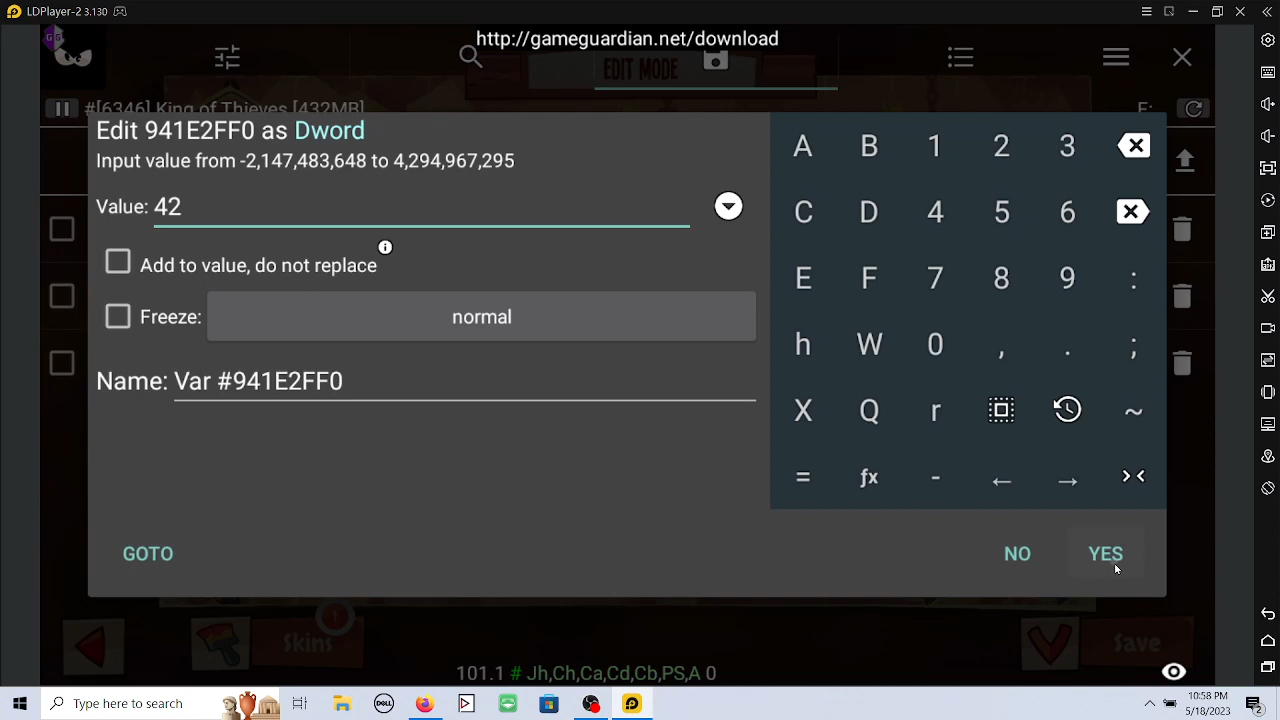 LDPlayer-2 3.130
http://gameguardian.net/download
EDIT MODE
#[6346] King of Thieves [432MB]
F:
Edit 941E2FF0 as Dword
Input value from -2,147,483,648 to 4,294,967,295
Value: 42
Add to value, do not replace
Freeze: normal
Name: Var #941E2FF0
A B 1 2 3
C D 4 5 6
E F 7 8 9 :
h W 0 , . ;
X Q r ~
= ƒx - ← → ><
GOTO NO YES
Skins
Save
101.1 # Jh,Ch,Ca,Cd,Cb,PS,A 0
Type here to search
DELL
10:58 PM
5/18/2023
2